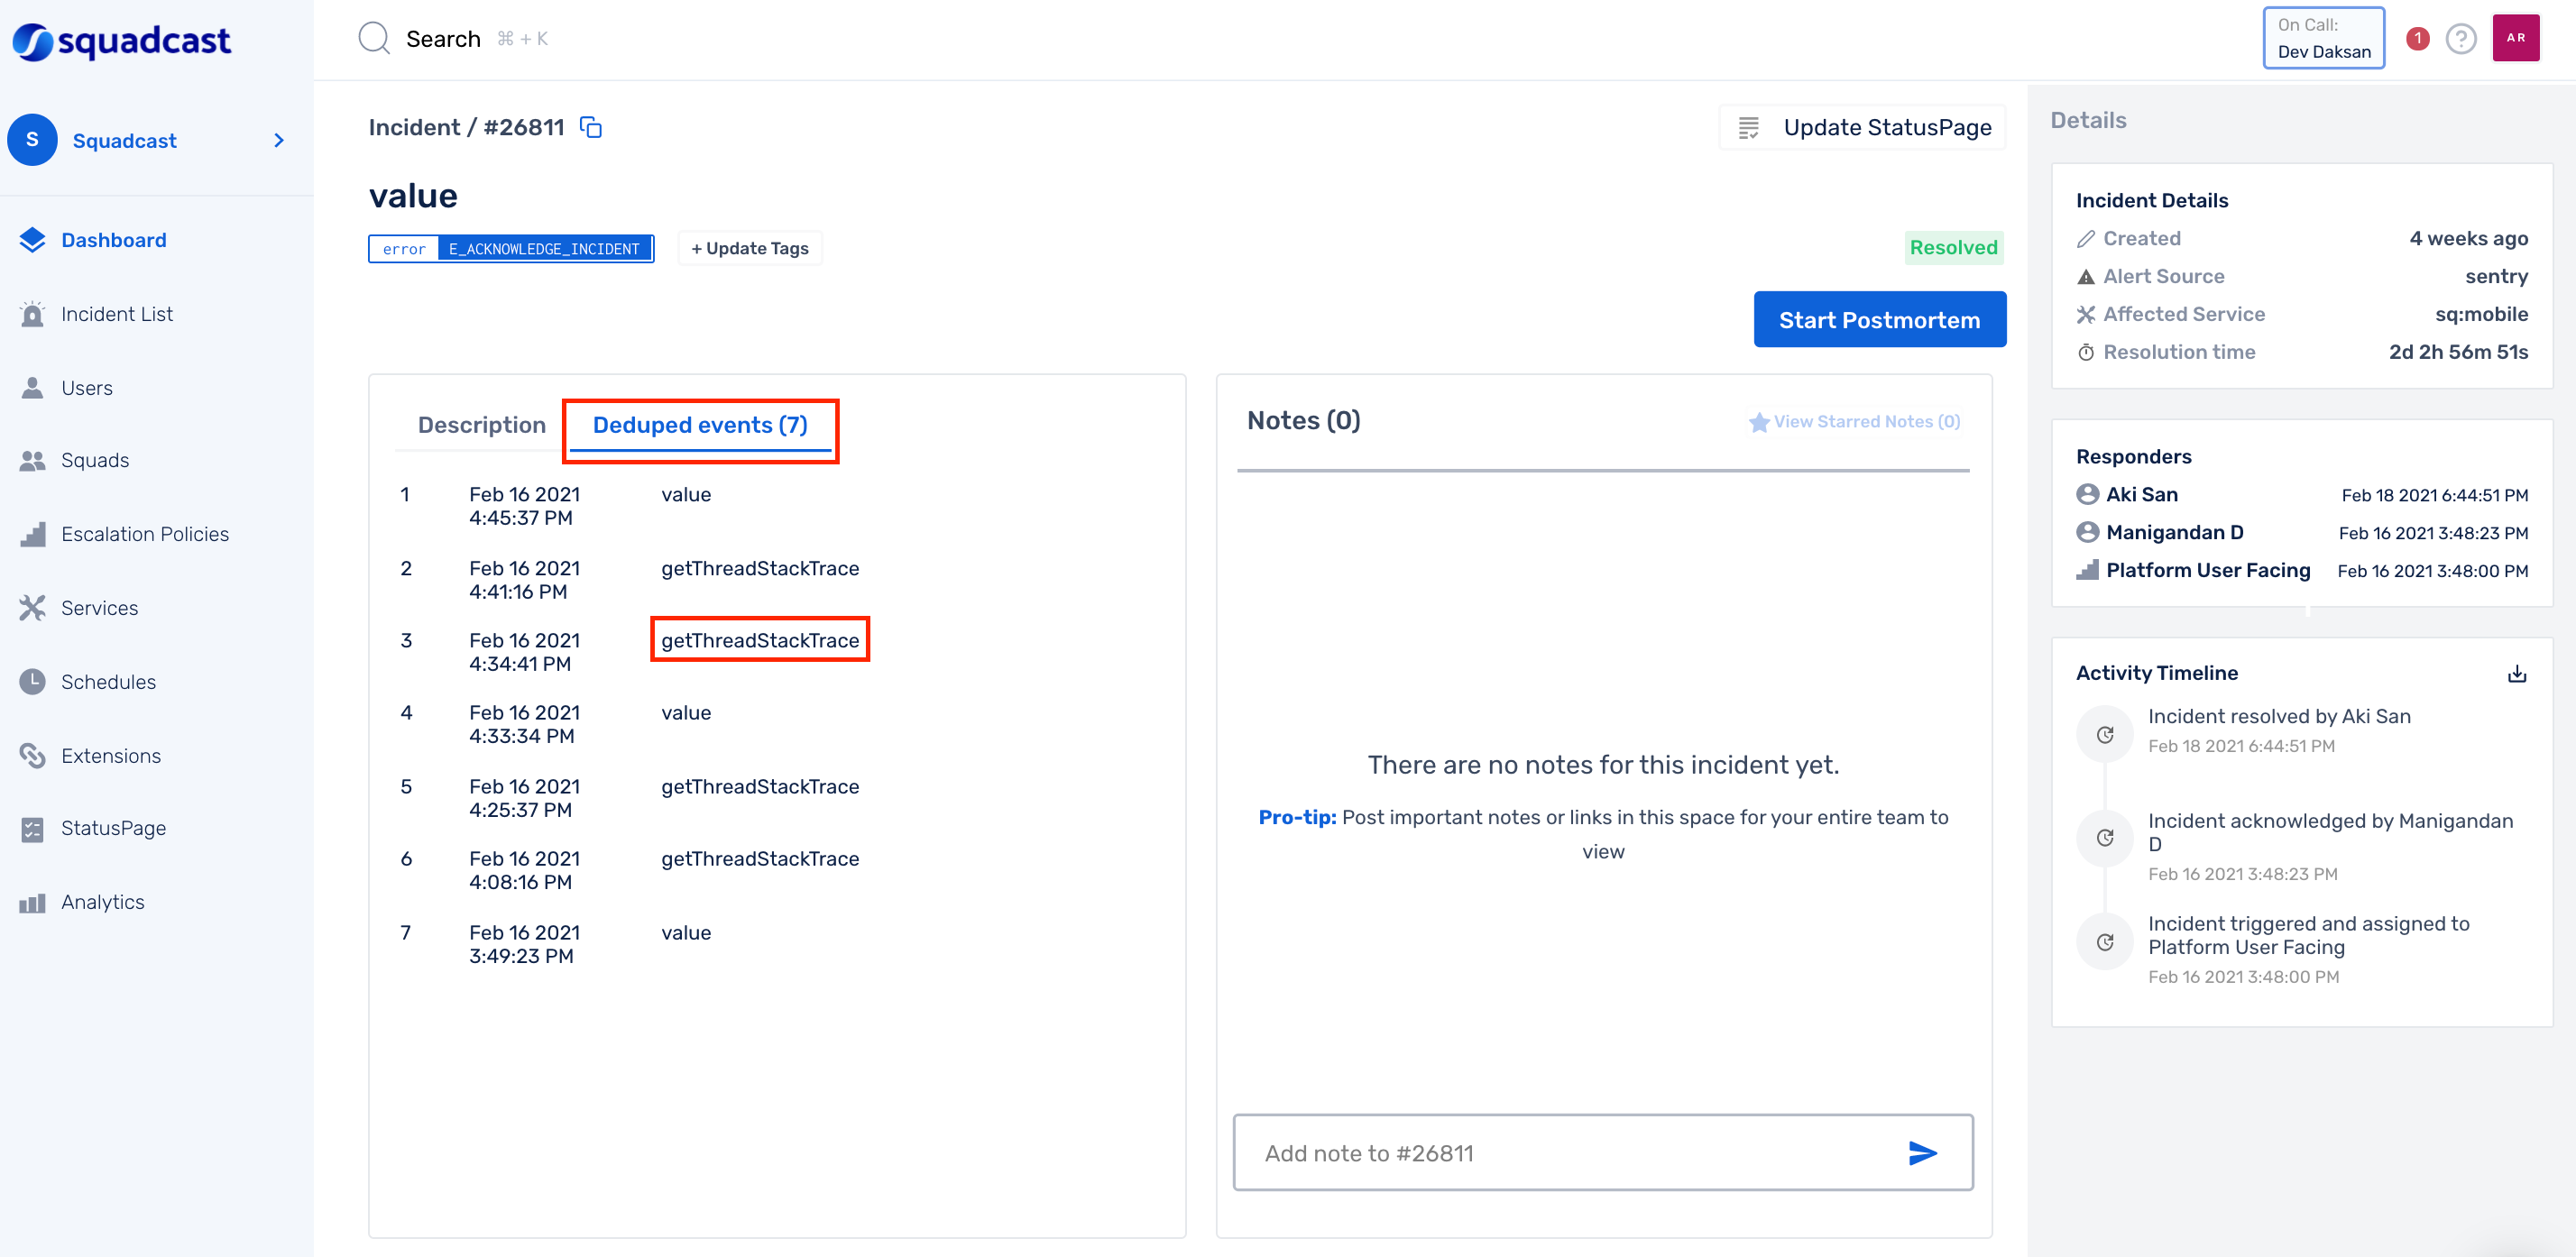 squadcast
Search ⌘ + K
On Call:
Dev Daksan
1
?
AR
S
Squadcast
Dashboard
Incident List
Users
Squads
Escalation Policies
Services
Schedules
Extensions
StatusPage
Analytics
Incident / #26811
Update StatusPage
value
error E_ACKNOWLEDGE_INCIDENT
+ Update Tags
Resolved
Start Postmortem
Description
Deduped events (7)
1 Feb 16 2021 value
4:45:37 PM
2 Feb 16 2021 getThreadStackTrace
4:41:16 PM
3 Feb 16 2021 getThreadStackTrace
4:34:41 PM
4 Feb 16 2021 value
4:33:34 PM
5 Feb 16 2021 getThreadStackTrace
4:25:37 PM
6 Feb 16 2021 getThreadStackTrace
4:08:16 PM
7 Feb 16 2021 value
3:49:23 PM
Notes (0)
View Starred Notes (0)
There are no notes for this incident yet.
Pro-tip: Post important notes or links in this space for your entire team to
view
Add note to #26811
Details
Incident Details
Created 4 weeks ago
Alert Source sentry
Affected Service sq:mobile
Resolution time 2d 2h 56m 51s
Responders
Aki San Feb 18 2021 6:44:51 PM
Manigandan D Feb 16 2021 3:48:23 PM
Platform User Facing Feb 16 2021 3:48:00 PM
Activity Timeline
Incident resolved by Aki San
Feb 18 2021 6:44:51 PM
Incident acknowledged by Manigandan
D
Feb 16 2021 3:48:23 PM
Incident triggered and assigned to
Platform User Facing
Feb 16 2021 3:48:00 PM